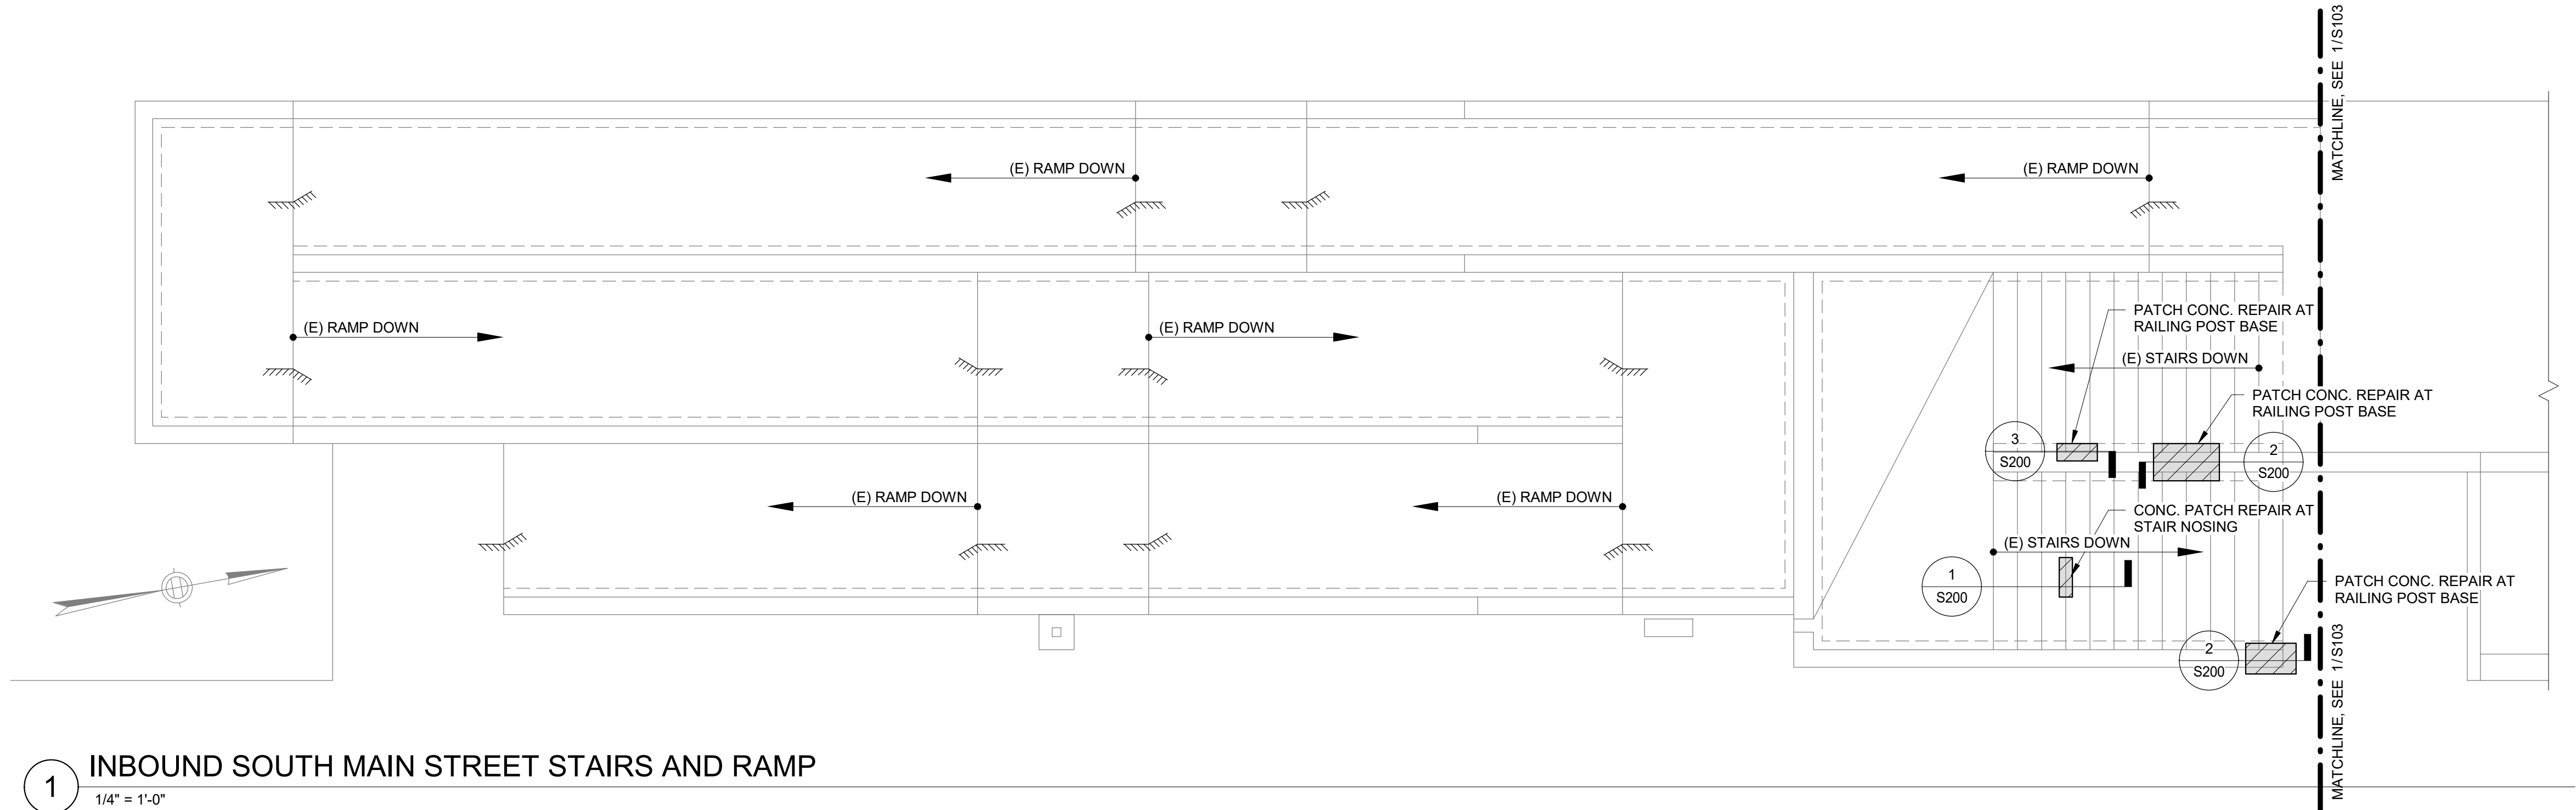 MATCHLINE, SEE 1/S103
(E) RAMP DOWN
(E) RAMP DOWN
(E) RAMP DOWN
(E) RAMP DOWN
PATCH CONC. REPAIR AT
RAILING POST BASE
(E) STAIRS DOWN
PATCH CONC. REPAIR AT
RAILING POST BASE
3
S200
2
S200
(E) RAMP DOWN
(E) RAMP DOWN
CONC. PATCH REPAIR AT
STAIR NOSING
(E) STAIRS DOWN
1
S200
PATCH CONC. REPAIR AT
RAILING POST BASE
2
S200
MATCHLINE, SEE 1/S103
1
INBOUND SOUTH MAIN STREET STAIRS AND RAMP
1/4" = 1'-0"